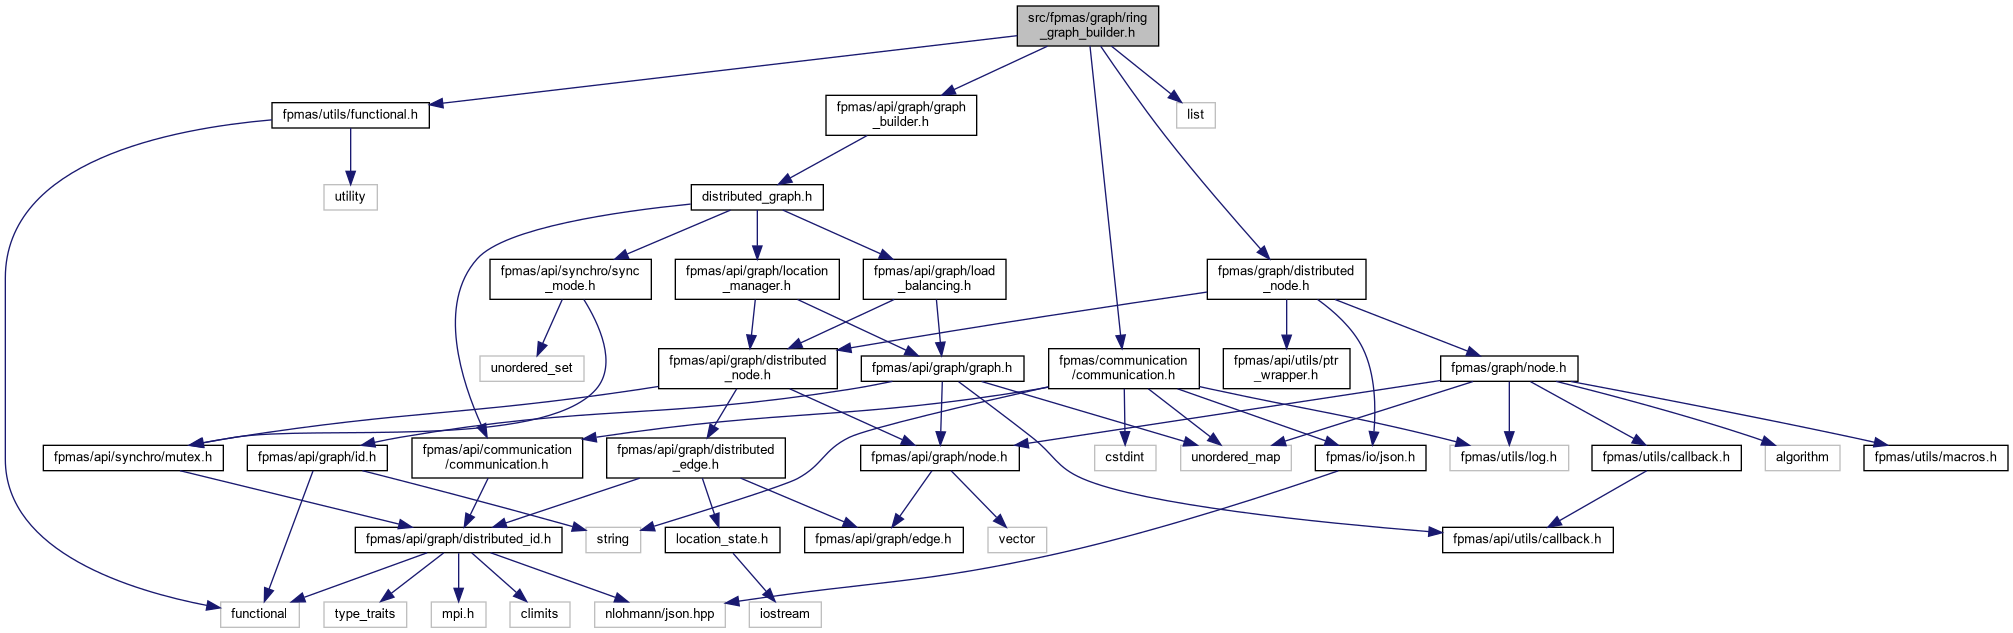 src/fpmas/graph/ring
_graph_builder.h
fpmas/utils/functional.h
fpmas/api/graph/graph
_builder.h
list
utility
distributed_graph.h
fpmas/api/synchro/sync
_mode.h
fpmas/api/graph/location
_manager.h
fpmas/api/graph/load
_balancing.h
fpmas/graph/distributed
_node.h
unordered_set
fpmas/api/graph/distributed
_node.h
fpmas/api/graph/graph.h
fpmas/communication
/communication.h
fpmas/api/utils/ptr
_wrapper.h
fpmas/graph/node.h
fpmas/api/synchro/mutex.h
fpmas/api/graph/id.h
fpmas/api/communication
/communication.h
fpmas/api/graph/distributed
_edge.h
fpmas/api/graph/node.h
cstdint
unordered_map
fpmas/io/json.h
fpmas/utils/log.h
fpmas/utils/callback.h
algorithm
fpmas/utils/macros.h
fpmas/api/graph/distributed_id.h
string
location_state.h
fpmas/api/graph/edge.h
vector
fpmas/api/utils/callback.h
functional
type_traits
mpi.h
climits
nlohmann/json.hpp
iostream